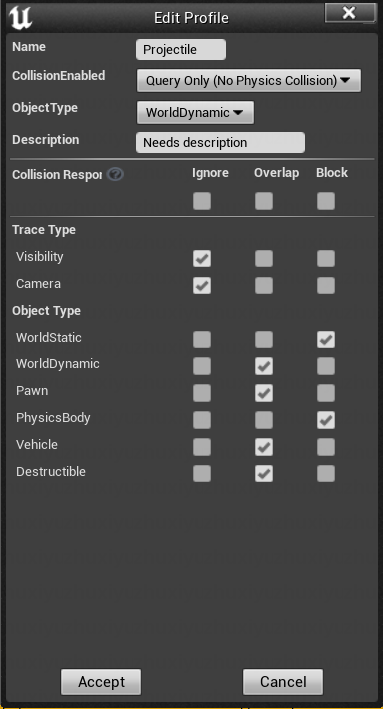 Edit Profile
Name Projectile
CollisionEnabled Query Only (No Physics Collision)
ObjectType WorldDynamic
Description Needs description
Collision Respor ? Ignore Overlap Block
Trace Type
Visibility
Camera
Object Type
WorldStatic
WorldDynamic
Pawn
PhysicsBody
Vehicle
Destructible
Accept Cancel